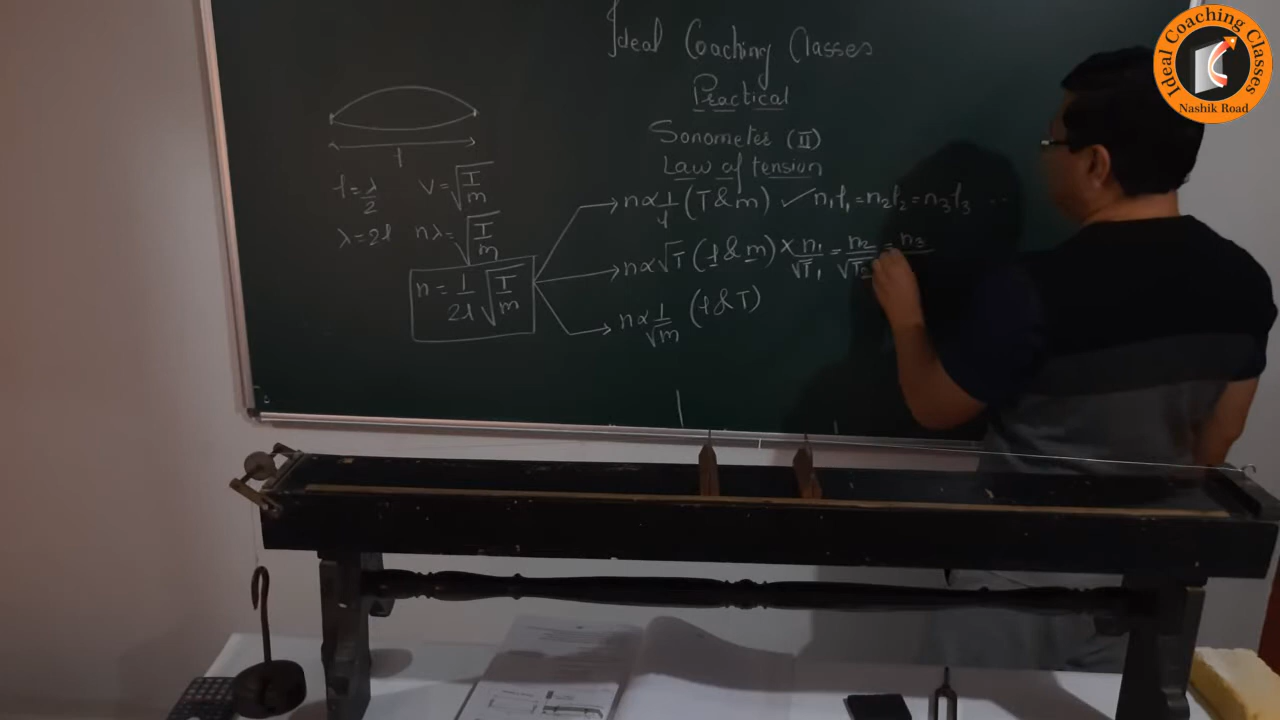 Ideal Coaching Classes
Practical
Sonometer (II)
Law of tension
l
l = λ/2
v = √T/m
λ = 2l
nλ = √T/m
n = 1/2l √T/m
n ∝ 1/l (T & m) ✓ n₁l₁ = n₂l₂ = n₃l₃ --
n ∝ √T (l & m) × n₁/√T₁ = n₂/√T₂ = n₃
n ∝ 1/√m (l & T)
Ideal Coaching Classes
Nashik Road